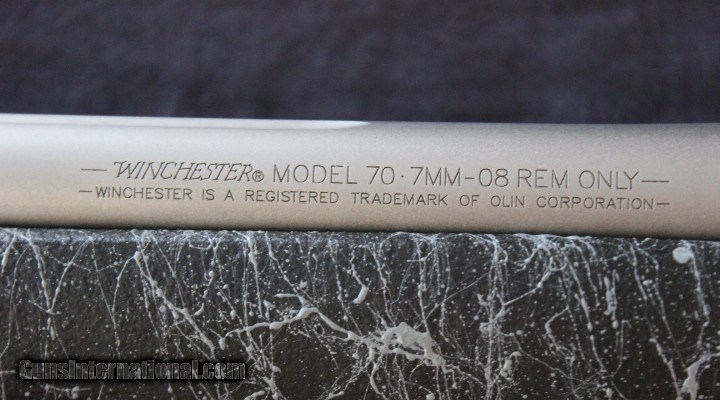 — WINCHESTER® MODEL 70 · 7MM-08 REM ONLY —
— WINCHESTER IS A REGISTERED TRADEMARK OF OLIN CORPORATION —
GunsInternational.com